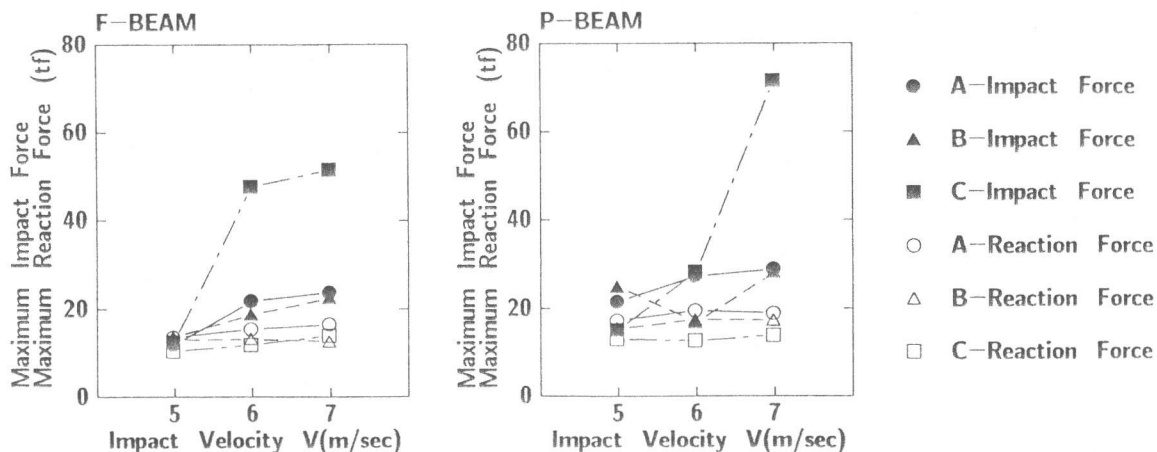 F-BEAM
80
60
40
20
0
5 6 7
Impact Velocity V(m/sec)
Maximum Impact Force
Maximum Reaction Force (tf)
P-BEAM
80
60
40
20
0
5 6 7
Impact Velocity V(m/sec)
Maximum Impact Force
Maximum Reaction Force (tf)
A-Impact Force
B-Impact Force
C-Impact Force
A-Reaction Force
B-Reaction Force
C-Reaction Force